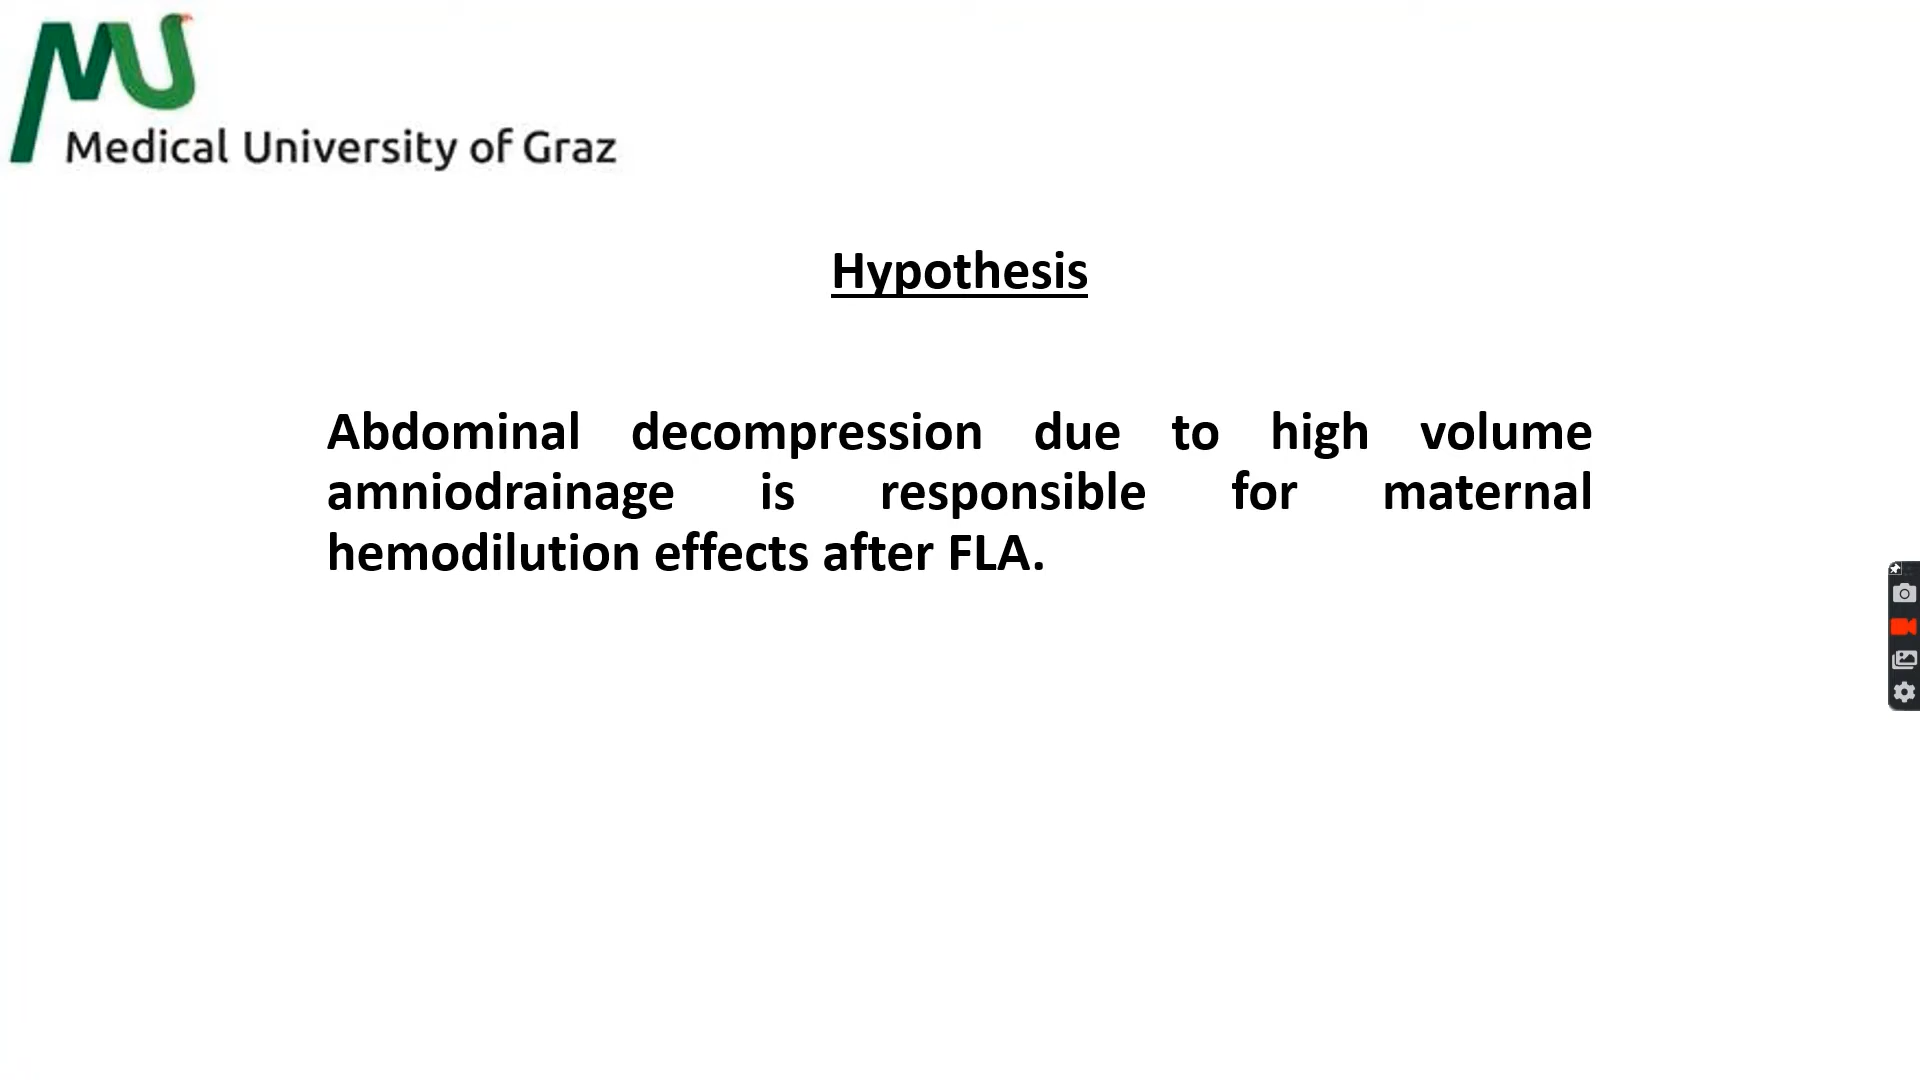 MU
Medical University of Graz
Hypothesis
Abdominal decompression due to high volume
amniodrainage is responsible for maternal
hemodilution effects after FLA.